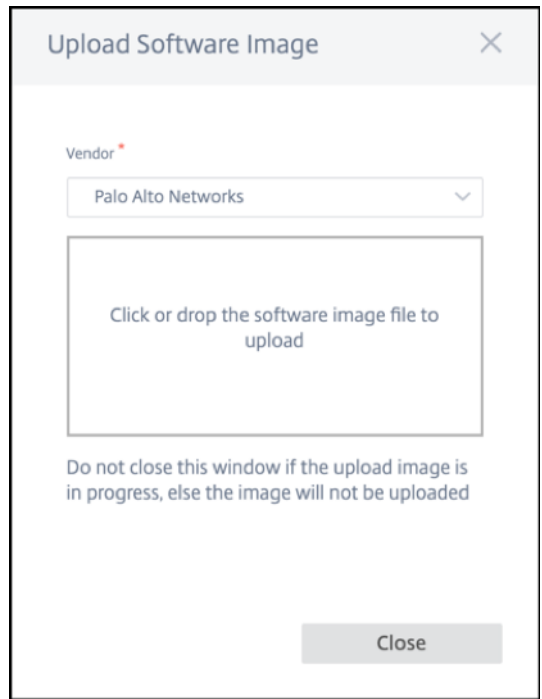 Upload Software Image
Vendor *
Palo Alto Networks
Click or drop the software image file to
upload
Do not close this window if the upload image is
in progress, else the image will not be uploaded
Close